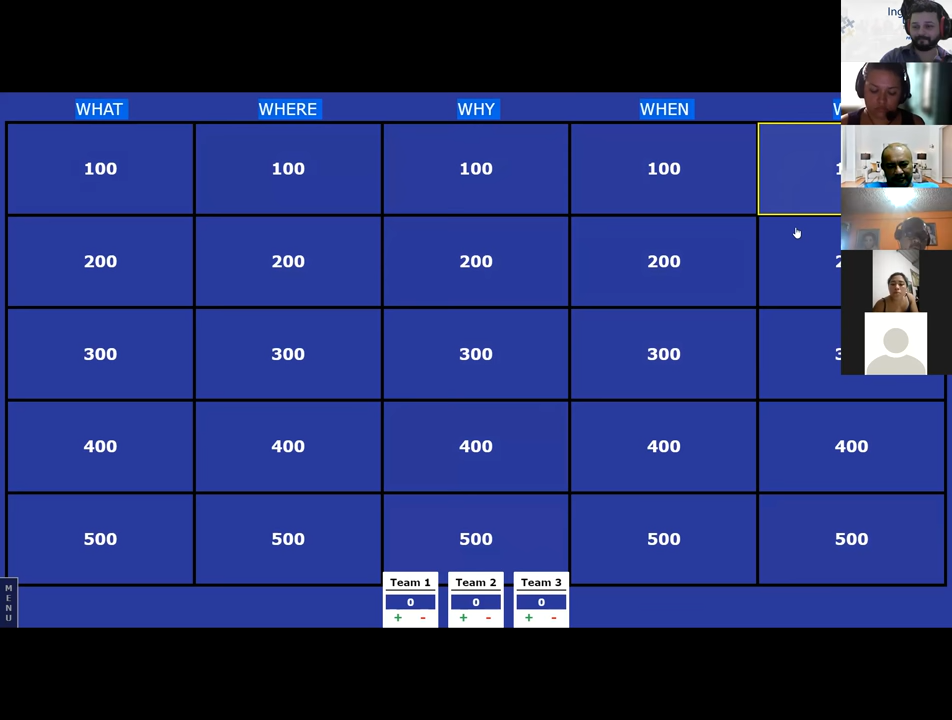 WHAT WHERE WHY WHEN
100 100 100 100
200 200 200 200
300 300 300 300
400 400 400 400 400
500 500 500 500 500
Team 1 Team 2 Team 3
0 0 0
+ - + - + -
MENU